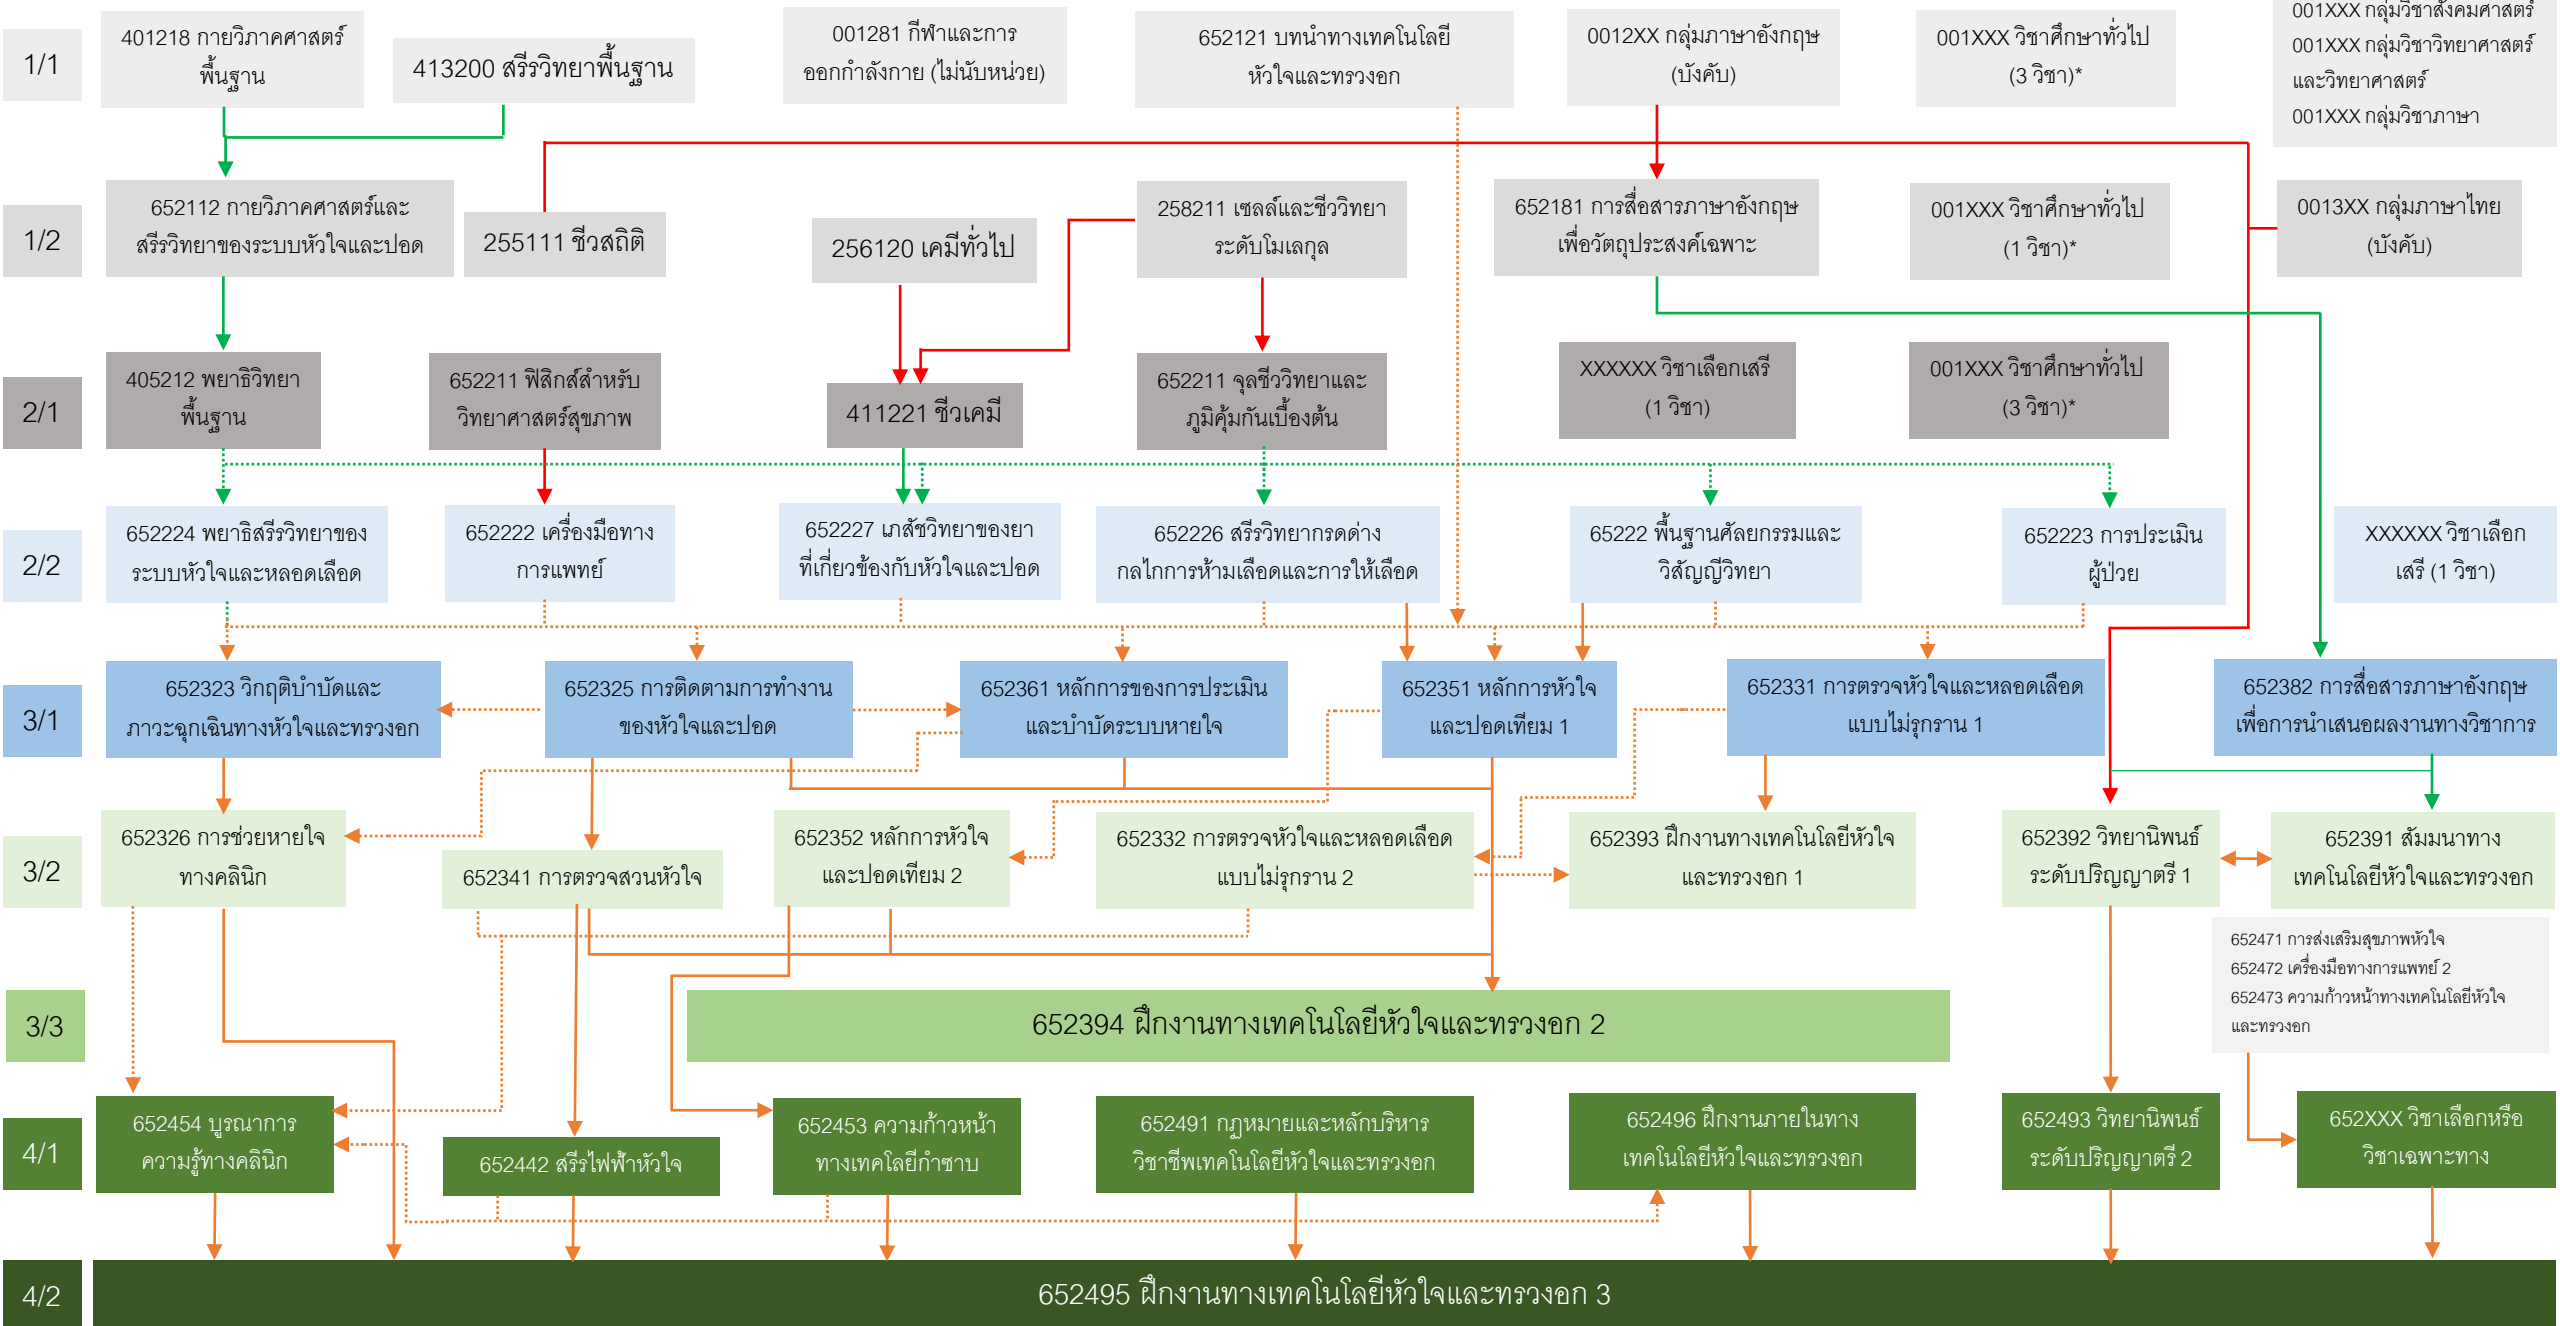 1/1
401218 กายวิภาคศาสตร์
พื้นฐาน
413200 สรีรวิทยาพื้นฐาน
001281 กีฬาและการ
ออกกำลังกาย (ไม่นับหน่วย)
652121 บทนำทางเทคโนโลยี
หัวใจและทรวงอก
0012XX กลุ่มภาษาอังกฤษ
(บังคับ)
001XXX วิชาศึกษาทั่วไป
(3 วิชา)*
001XXX กลุ่มวิชาสังคมศาสตร์
001XXX กลุ่มวิชาวิทยาศาสตร์
และวิทยาศาสตร์
001XXX กลุ่มวิชาภาษา
1/2
652112 กายวิภาคศาสตร์และ
สรีรวิทยาของระบบหัวใจและปอด
255111 ชีวสถิติ
256120 เคมีทั่วไป
258211 เซลล์และชีววิทยา
ระดับโมเลกุล
652181 การสื่อสารภาษาอังกฤษ
เพื่อวัตถุประสงค์เฉพาะ
001XXX วิชาศึกษาทั่วไป
(1 วิชา)*
0013XX กลุ่มภาษาไทย
(บังคับ)
2/1
405212 พยาธิวิทยา
พื้นฐาน
652211 ฟิสิกส์สำหรับ
วิทยาศาสตร์สุขภาพ
411221 ชีวเคมี
652211 จุลชีววิทยาและ
ภูมิคุ้มกันเบื้องต้น
XXXXXX วิชาเลือกเสรี
(1 วิชา)
001XXX วิชาศึกษาทั่วไป
(3 วิชา)*
2/2
652224 พยาธิสรีรวิทยาของ
ระบบหัวใจและหลอดเลือด
652222 เครื่องมือทาง
การแพทย์
652227 เภสัชวิทยาของยา
ที่เกี่ยวข้องกับหัวใจและปอด
652226 สรีรวิทยากรดด่าง
กลไกการห้ามเลือดและการให้เลือด
65222 พื้นฐานศัลยกรรมและ
วิสัญญีวิทยา
652223 การประเมิน
ผู้ป่วย
XXXXXX วิชาเลือก
เสรี (1 วิชา)
3/1
652323 วิกฤติบำบัดและ
ภาวะฉุกเฉินทางหัวใจและทรวงอก
652325 การติดตามการทำงาน
ของหัวใจและปอด
652361 หลักการของการประเมิน
และบำบัดระบบหายใจ
652351 หลักการหัวใจ
และปอดเทียม 1
652331 การตรวจหัวใจและหลอดเลือด
แบบไม่รุกราน 1
652382 การสื่อสารภาษาอังกฤษ
เพื่อการนำเสนอผลงานทางวิชาการ
3/2
652326 การช่วยหายใจ
ทางคลินิก
652341 การตรวจสวนหัวใจ
652352 หลักการหัวใจ
และปอดเทียม 2
652332 การตรวจหัวใจและหลอดเลือด
แบบไม่รุกราน 2
652393 ฝึกงานทางเทคโนโลยีหัวใจ
และทรวงอก 1
652392 วิทยานิพนธ์
ระดับปริญญาตรี 1
652391 สัมมนาทาง
เทคโนโลยีหัวใจและทรวงอก
652471 การส่งเสริมสุขภาพหัวใจ
652472 เครื่องมือทางการแพทย์ 2
652473 ความก้าวหน้าทางเทคโนโลยีหัวใจ
และทรวงอก
3/3
652394 ฝึกงานทางเทคโนโลยีหัวใจและทรวงอก 2
4/1
652454 บูรณาการ
ความรู้ทางคลินิก
652442 สรีรไฟฟ้าหัวใจ
652453 ความก้าวหน้า
ทางเทคโลยีกำซาบ
652491 กฎหมายและหลักบริหาร
วิชาชีพเทคโนโลยีหัวใจและทรวงอก
652496 ฝึกงานภายในทาง
เทคโนโลยีหัวใจและทรวงอก
652493 วิทยานิพนธ์
ระดับปริญญาตรี 2
652XXX วิชาเลือกหรือ
วิชาเฉพาะทาง
4/2
652495 ฝึกงานทางเทคโนโลยีหัวใจและทรวงอก 3